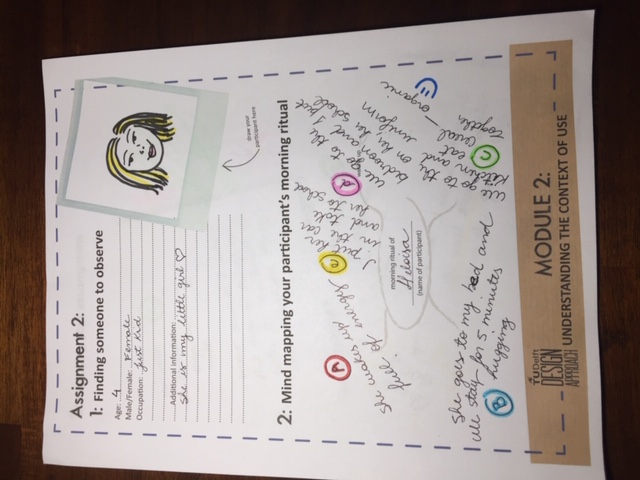 Assignment 2:
1: Finding someone to observe
Age: 4
Male/Female: Female
Occupation: Just Kid
Additional information:
She is my little girl ♡
draw your
participant here
2: Mind mapping your participant's morning ritual
A
She wakes up
full of energy
e
I put her
in the car
and take
her to school
d
we go to the
bedroom and I put
on her, her school
uniform
morning ritual of
Heloisa
(name of participant)
She goes to my bed and
we stay for 5 minutes
hugging
B
we go to the
Kitchen and
eat
cereal — organic
together
C
TU Delft
DESIGN
APPROACH
MODULE 2:
UNDERSTANDING THE CONTEXT OF USE